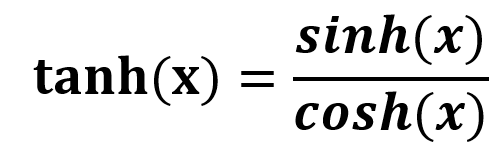 tanh(x) = sinh(x) / cosh(x)